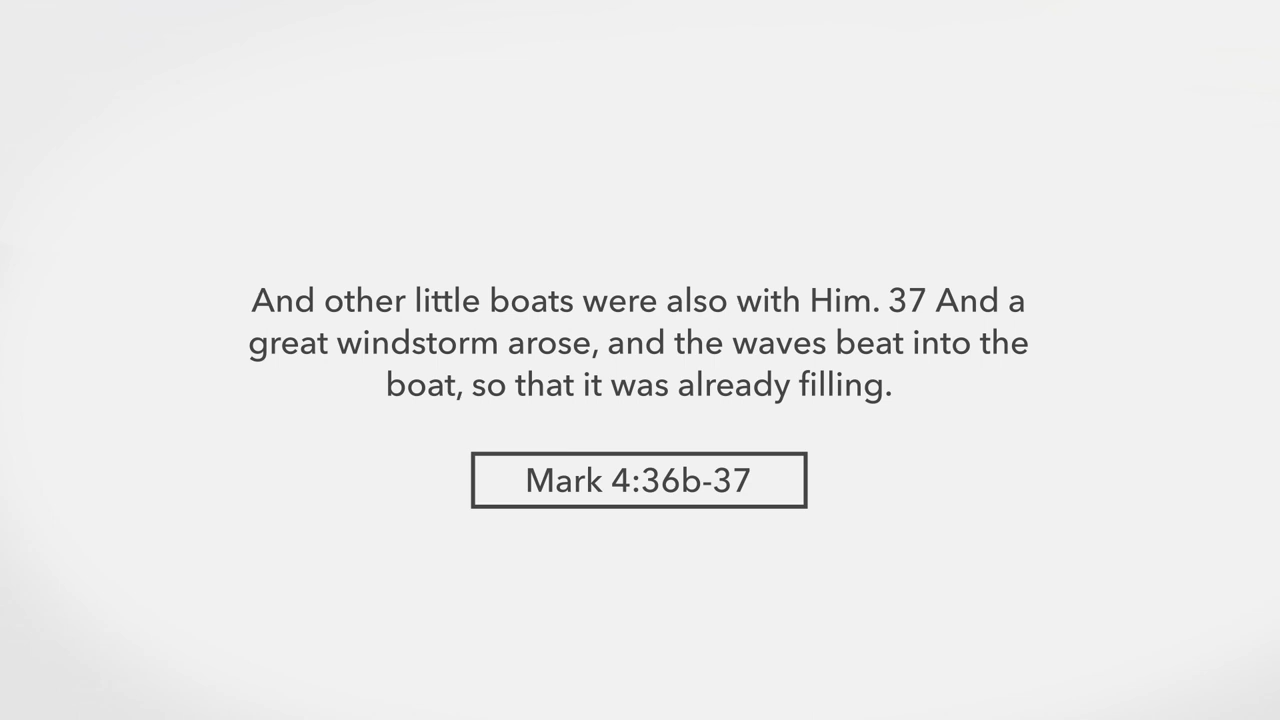 And other little boats were also with Him. 37 And a
great windstorm arose, and the waves beat into the
boat, so that it was already filling.
Mark 4:36b-37